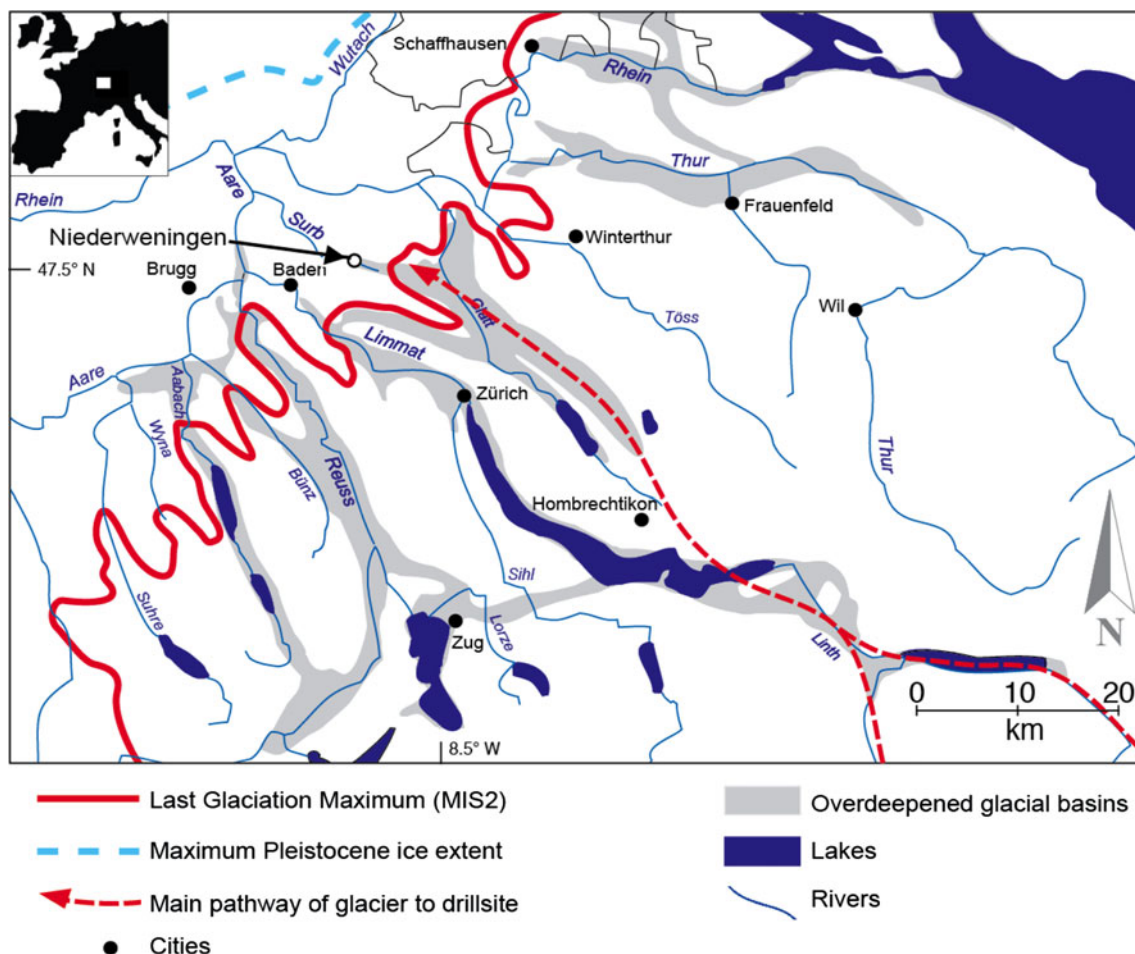 Schaffhausen
Wutach
Rhein
Thur
Aare
Rhein
Surb
Frauenfeld
Niederweningen
Winterthur
47.5° N
Brugg
Baden
Glatt
Wil
Töss
Limmat
Aare
Aabach
Zürich
Wyna
Thur
Reuss
Bünz
Hombrechtikon
Sihl
Suhre
Lorze
Zug
Linth
N
0 10 20
km
8.5° W
Last Glaciation Maximum (MIS2)
Maximum Pleistocene ice extent
Main pathway of glacier to drillsite
Cities
Overdeepened glacial basins
Lakes
Rivers